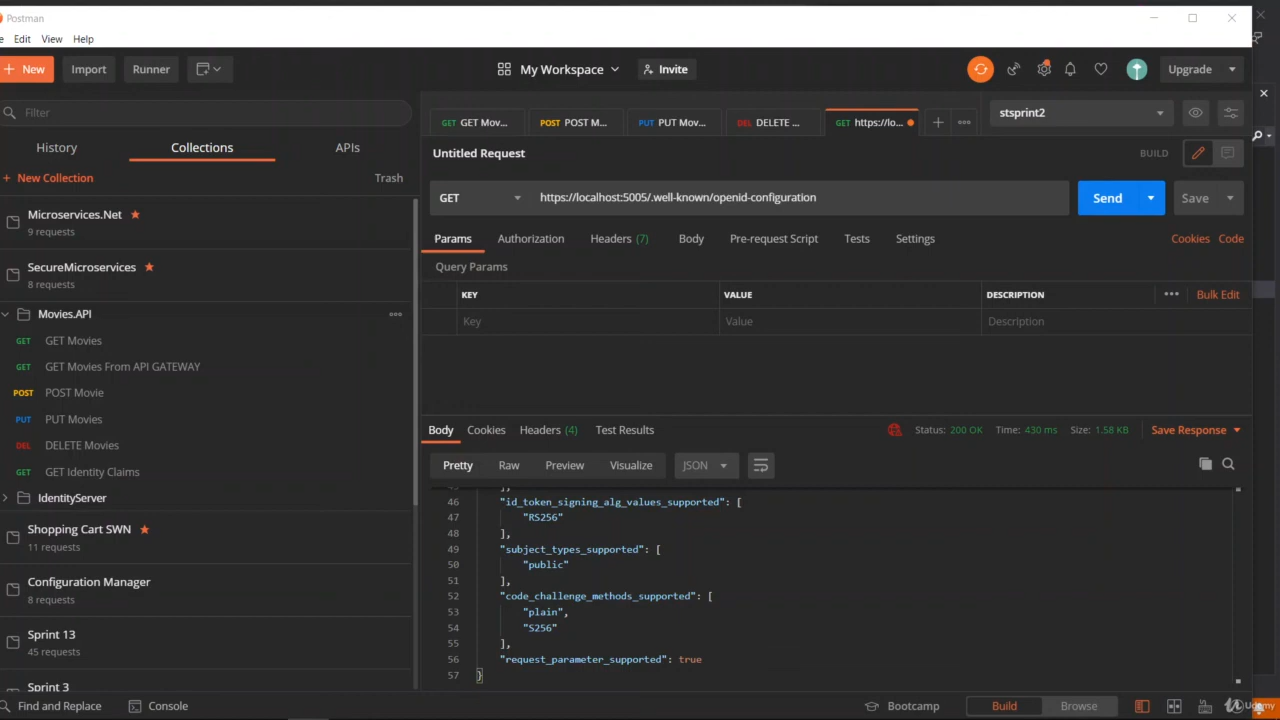 Postman
e Edit View Help
+ New Import Runner My Workspace Invite Upgrade
Filter
GET GET Mov... POST POST M... PUT PUT Mov... DEL DELETE ... GET https://lo... + ooo stsprint2
History Collections APIs
Untitled Request BUILD
+ New Collection Trash
GET https://localhost:5005/.well-known/openid-configuration Send Save
Microservices.Net
9 requests
Params Authorization Headers (7) Body Pre-request Script Tests Settings Cookies Code
SecureMicroservices
8 requests
Query Params
KEY VALUE DESCRIPTION ooo Bulk Edit
Key Value Description
Movies.API ooo
GET GET Movies
GET GET Movies From API GATEWAY
POST POST Movie
PUT PUT Movies
DEL DELETE Movies
GET GET Identity Claims
IdentityServer
Shopping Cart SWN
11 requests
Configuration Manager
8 requests
Sprint 13
45 requests
Sprint 3
Body Cookies Headers (4) Test Results Status: 200 OK Time: 430 ms Size: 1.58 KB Save Response
Pretty Raw Preview Visualize JSON
],
46 "id_token_signing_alg_values_supported": [
47 "RS256"
48 ],
49 "subject_types_supported": [
50 "public"
51 ],
52 "code_challenge_methods_supported": [
53 "plain",
54 "S256"
55 ],
56 "request_parameter_supported": true
57 }
Find and Replace Console Bootcamp Build Browse Udemy